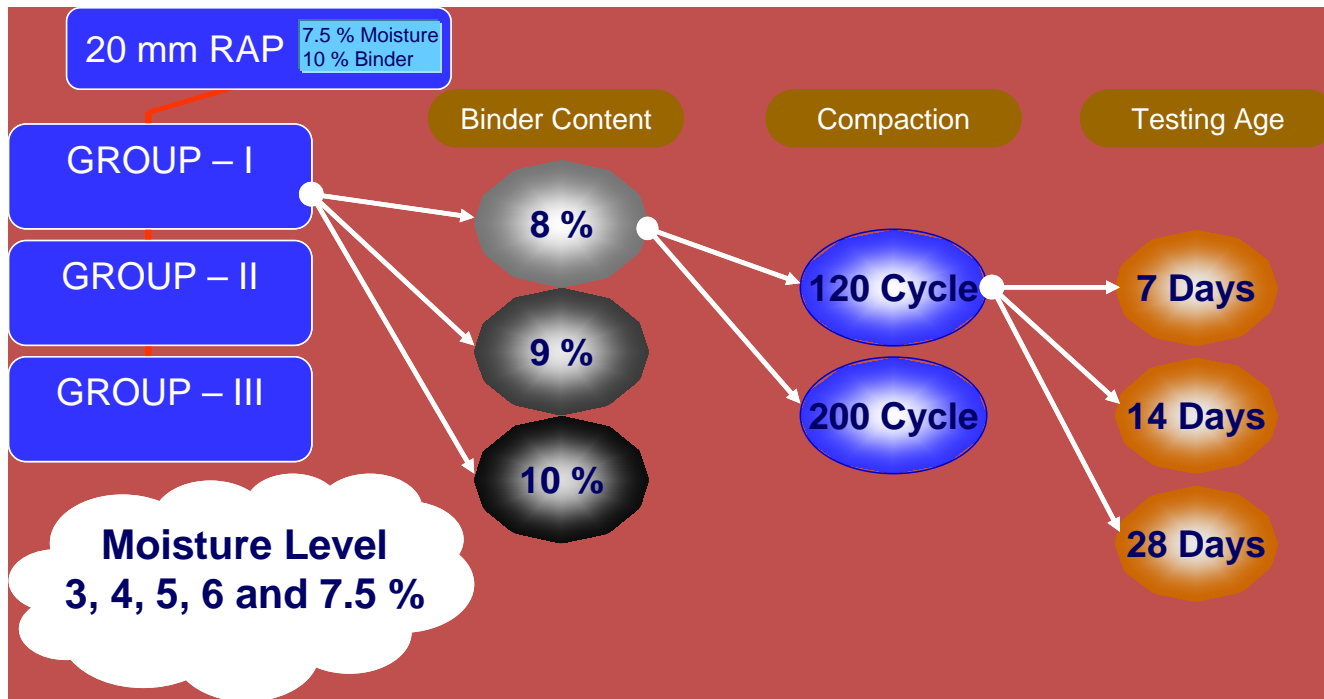 20 mm RAP
7.5 % Moisture
10 % Binder
GROUP – I
GROUP – II
GROUP – III
Moisture Level
3, 4, 5, 6 and 7.5 %
Binder Content
8 %
9 %
10 %
Compaction
120 Cycle
200 Cycle
Testing Age
7 Days
14 Days
28 Days